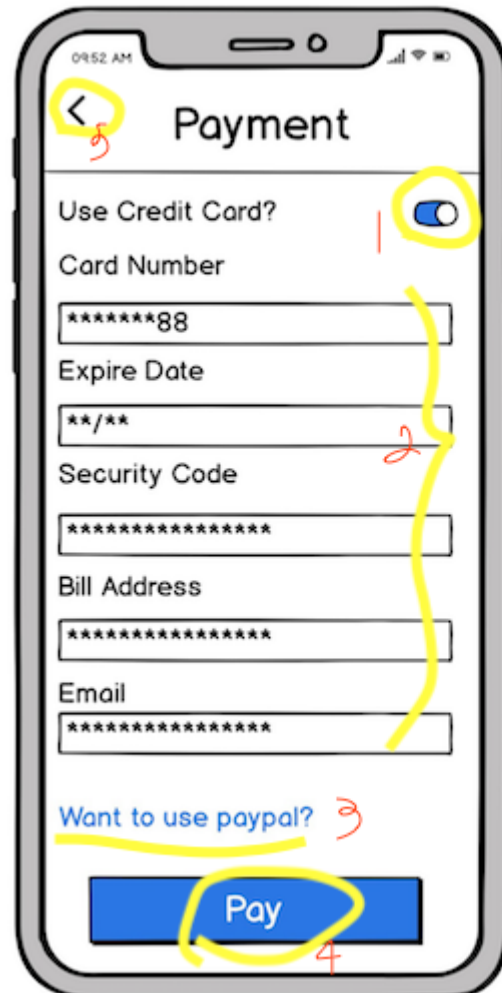 09:52 AM
5
Payment
Use Credit Card?
1
Card Number
*******88
Expire Date
**/**
2
Security Code
****************
Bill Address
****************
Email
****************
Want to use paypal? 3
Pay
4